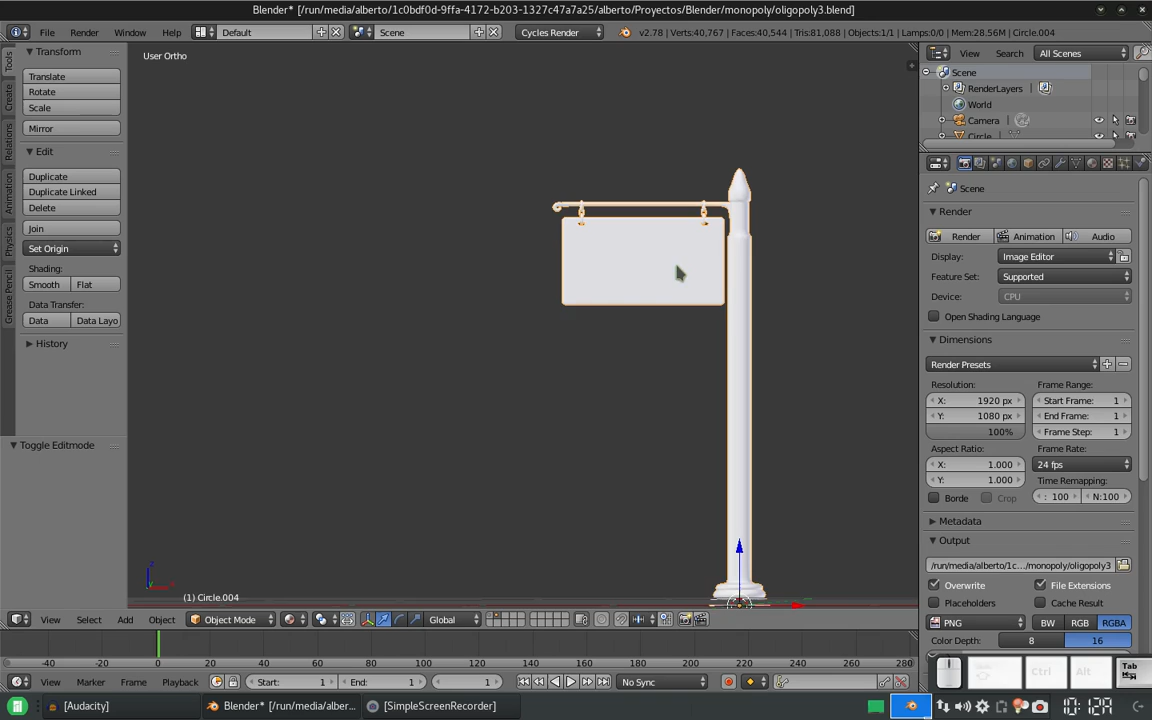 Blender* [/run/media/alberto/1c0bdf0d-9ffa-4172-b203-1327c47a7a25/alberto/Proyectos/Blender/monopoly/oligopoly3.blend]
File Render Window Help Default Scene Cycles Render v2.78 | Verts:40,767 | Faces:40,544 | Tris:81,088 | Objects:1/1 | Lamps:0/0 | Mem:28.56M | Circle.004
Tools
Create
Relations
Animation
Physics
Grease Pencil
Transform
Translate
Rotate
Scale
Mirror
Edit
Duplicate
Duplicate Linked
Delete
Join
Set Origin
Shading:
Smooth Flat
Data Transfer:
Data Data Layo
History
Toggle Editmode
User Ortho
(1) Circle.004
View Select Add Object Object Mode Global
-40 -20 0 20 40 60 80 100 120 140 160 180 200 220 240 260 280
View Marker Frame Playback Start: 1 End: 1 1 No Sync
View Search All Scenes
Scene
RenderLayers
World
Camera
Circle
Scene
Render
Render Animation Audio
Display: Image Editor
Feature Set: Supported
Device: CPU
Open Shading Language
Dimensions
Render Presets
Resolution: Frame Range:
X: 1920 px Start Frame: 1
Y: 1080 px End Frame: 1
100% Frame Step: 1
Aspect Ratio: Frame Rate:
X: 1.000 24 fps
Y: 1.000 Time Remapping:
Borde Crop : 100 N:100
Metadata
Output
/run/media/alberto/1c.../monopoly/oligopoly3
Overwrite File Extensions
Placeholders Cache Result
PNG BW RGB RGBA
Color Depth: 8 16
Ctrl Alt Tab
[Audacity] Blender* [/run/media/alber... [SimpleScreenRecorder] 10:129